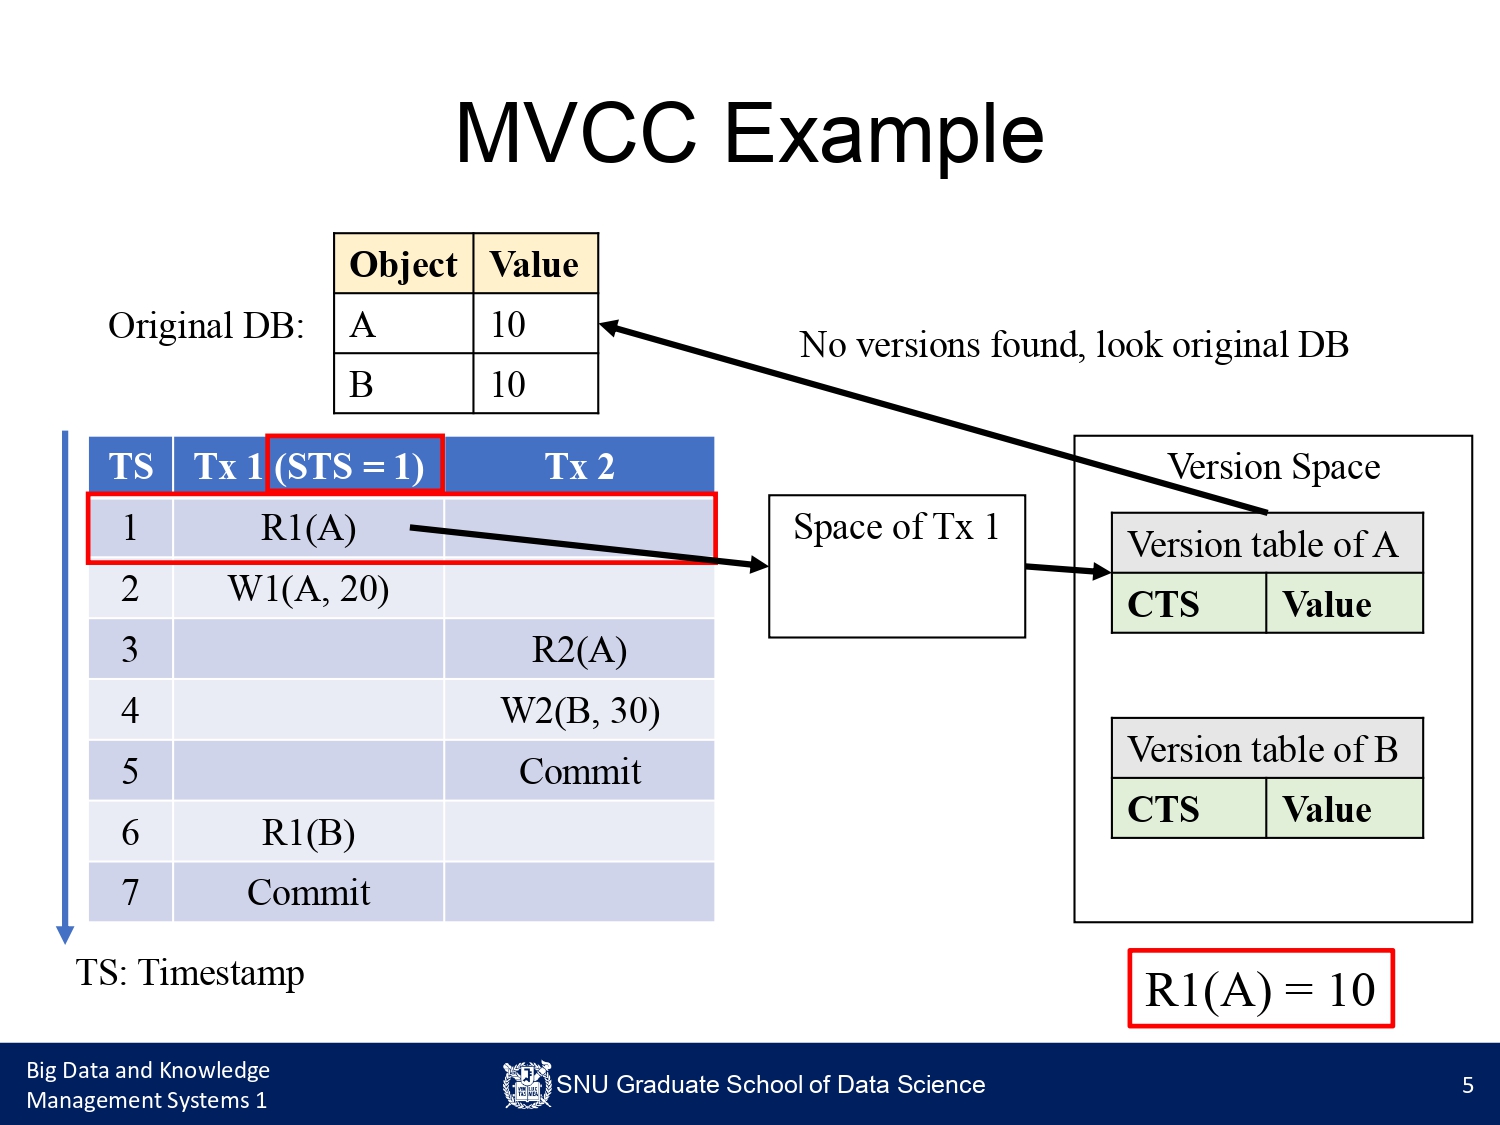 MVCC Example
Object Value
Original DB:
A 10
B 10
No versions found, look original DB
TS Tx 1 (STS = 1) Tx 2
1 R1(A)
2 W1(A, 20)
3 R2(A)
4 W2(B, 30)
5 Commit
6 R1(B)
7 Commit
TS: Timestamp
Space of Tx 1
Version Space
Version table of A
CTS Value
Version table of B
CTS Value
R1(A) = 10
Big Data and Knowledge
Management Systems 1
SNU Graduate School of Data Science
5